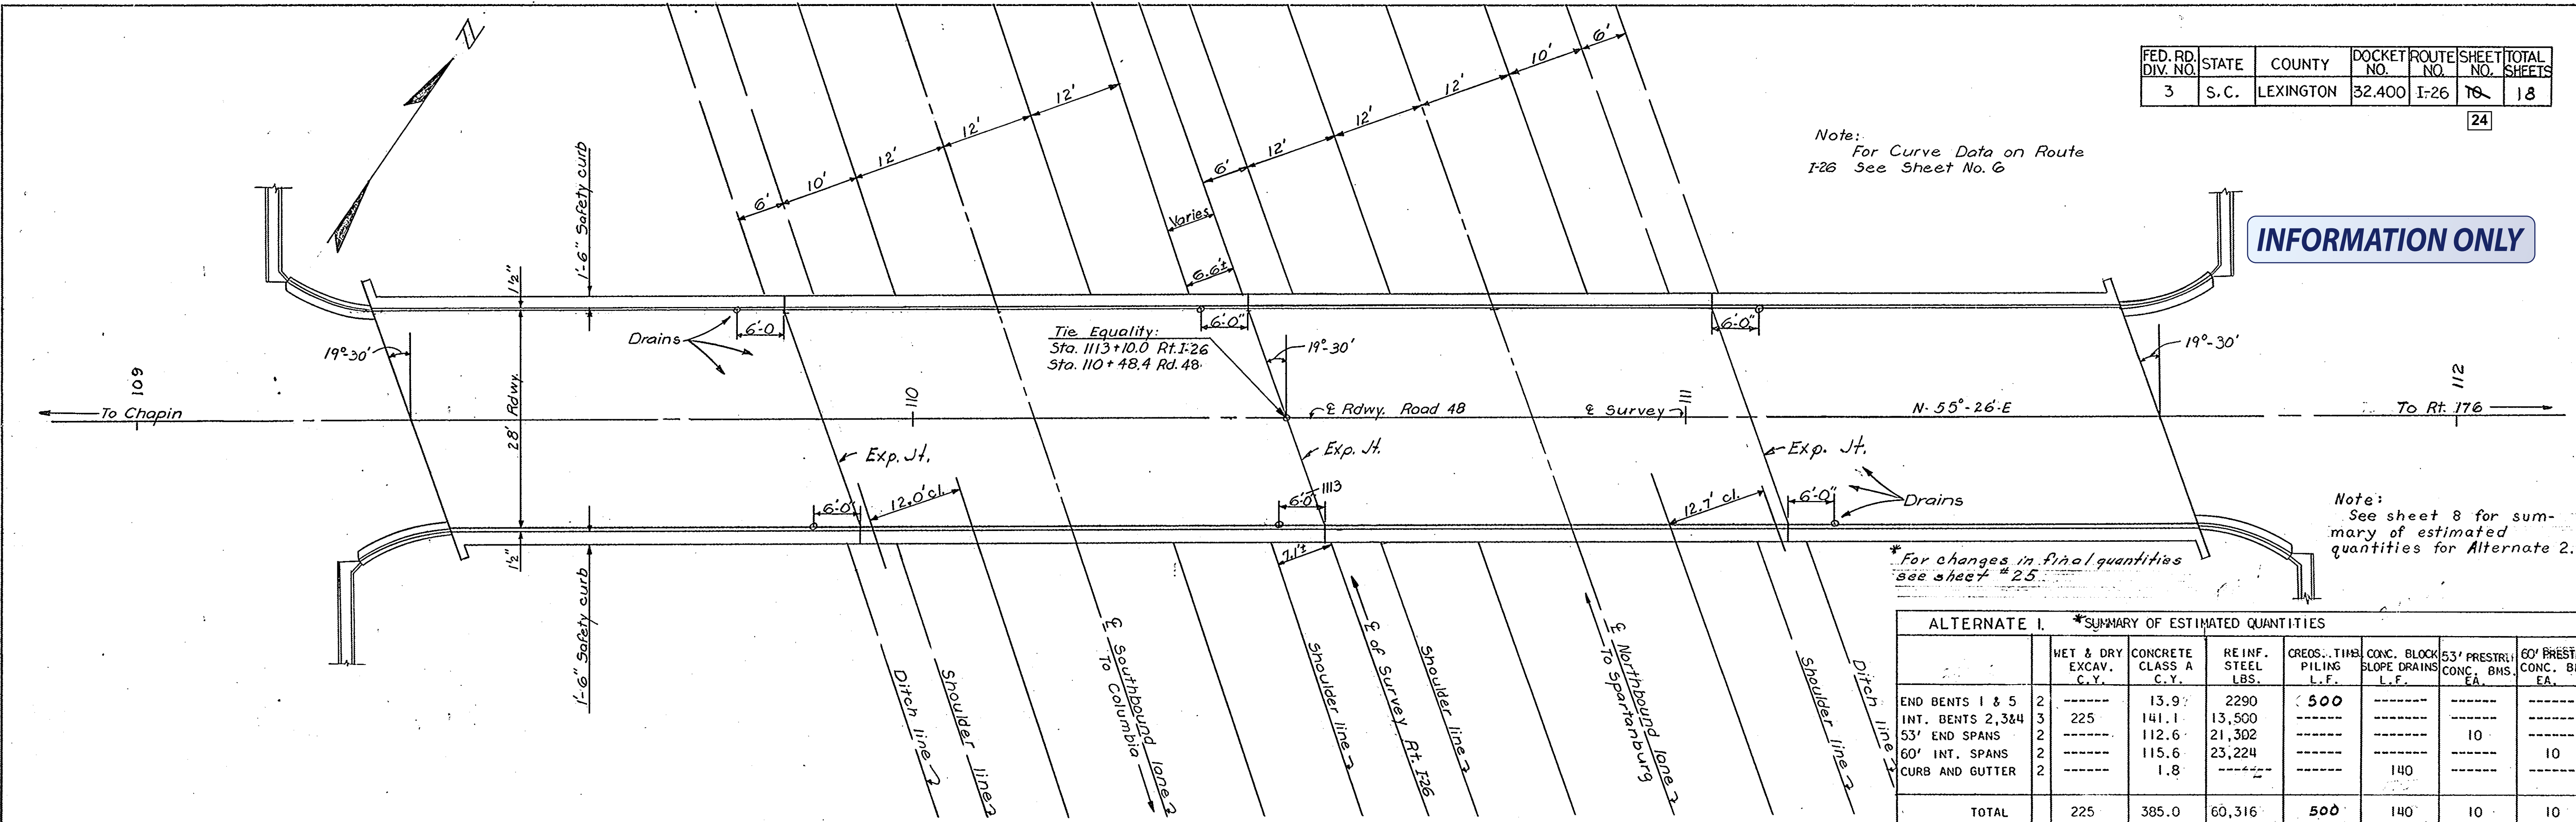 N
FED. RD. DIV. NO. STATE COUNTY DOCKET NO. ROUTE NO. SHEET NO. TOTAL SHEETS
3 S.C. LEXINGTON 32.400 I-26 10 18
24
Note:
For Curve Data on Route
I-26 See Sheet No. 6
INFORMATION ONLY
6' 10' 12' 12' 12'
Varies
6.6'±
6' 12' 12' 12' 10' 6'
1'-6" Safety curb
1½"
28' Rdwy.
1½"
1'-6" Safety curb
Drains
6'-0
6'-0"
6'-0"
Tie Equality:
Sta. 1113+10.0 Rt. I-26
Sta. 110+48.4 Rd. 48
19°-30'
19°-30'
19°-30'
109
110
111
112
To Chapin
℄ Rdwy. Road 48
℄ Survey
N-55°-26'-E
To Rt. 176
Exp. Jt.
Exp. Jt.
Exp. Jt.
6'-0"
12.0' cl.
6'-0"
1113
12.7' cl.
6'-0"
Drains
7.1'±
Note:
See sheet 8 for sum-
mary of estimated
quantities for Alternate 2.
*For changes in final quantities
see sheet #25
Ditch line
Shoulder line
℄ Southbound lane
To Columbia
Shoulder line
℄ of Survey Rt. I-26
Shoulder line
℄ Northbound lane
To Spartanburg
Shoulder line
Ditch line
ALTERNATE 1. *SUMMARY OF ESTIMATED QUANTITIES
WET & DRY EXCAV. C.Y. CONCRETE CLASS A C.Y. REINF. STEEL LBS. CREOS. TIMB. PILING L.F. CONC. BLOCK SLOPE DRAINS L.F. 53' PRESTR. CONC. BMS. EA. 60' PREST CONC. B EA.
END BENTS 1 & 5 2 ------ 13.9 2290 500 ------- ------ ------
INT. BENTS 2,3&4 3 225 141.1 13,500 ------ ------- ------ ------
53' END SPANS 2 ------ 112.6 21,302 ------ ------- 10 ------
60' INT. SPANS 2 ------ 115.6 23,224 ------ ------- ------ 10
CURB AND GUTTER 2 ------ 1.8 ------ ------ 140 ------ ------
TOTAL 225 385.0 60,316 500 140 10 10